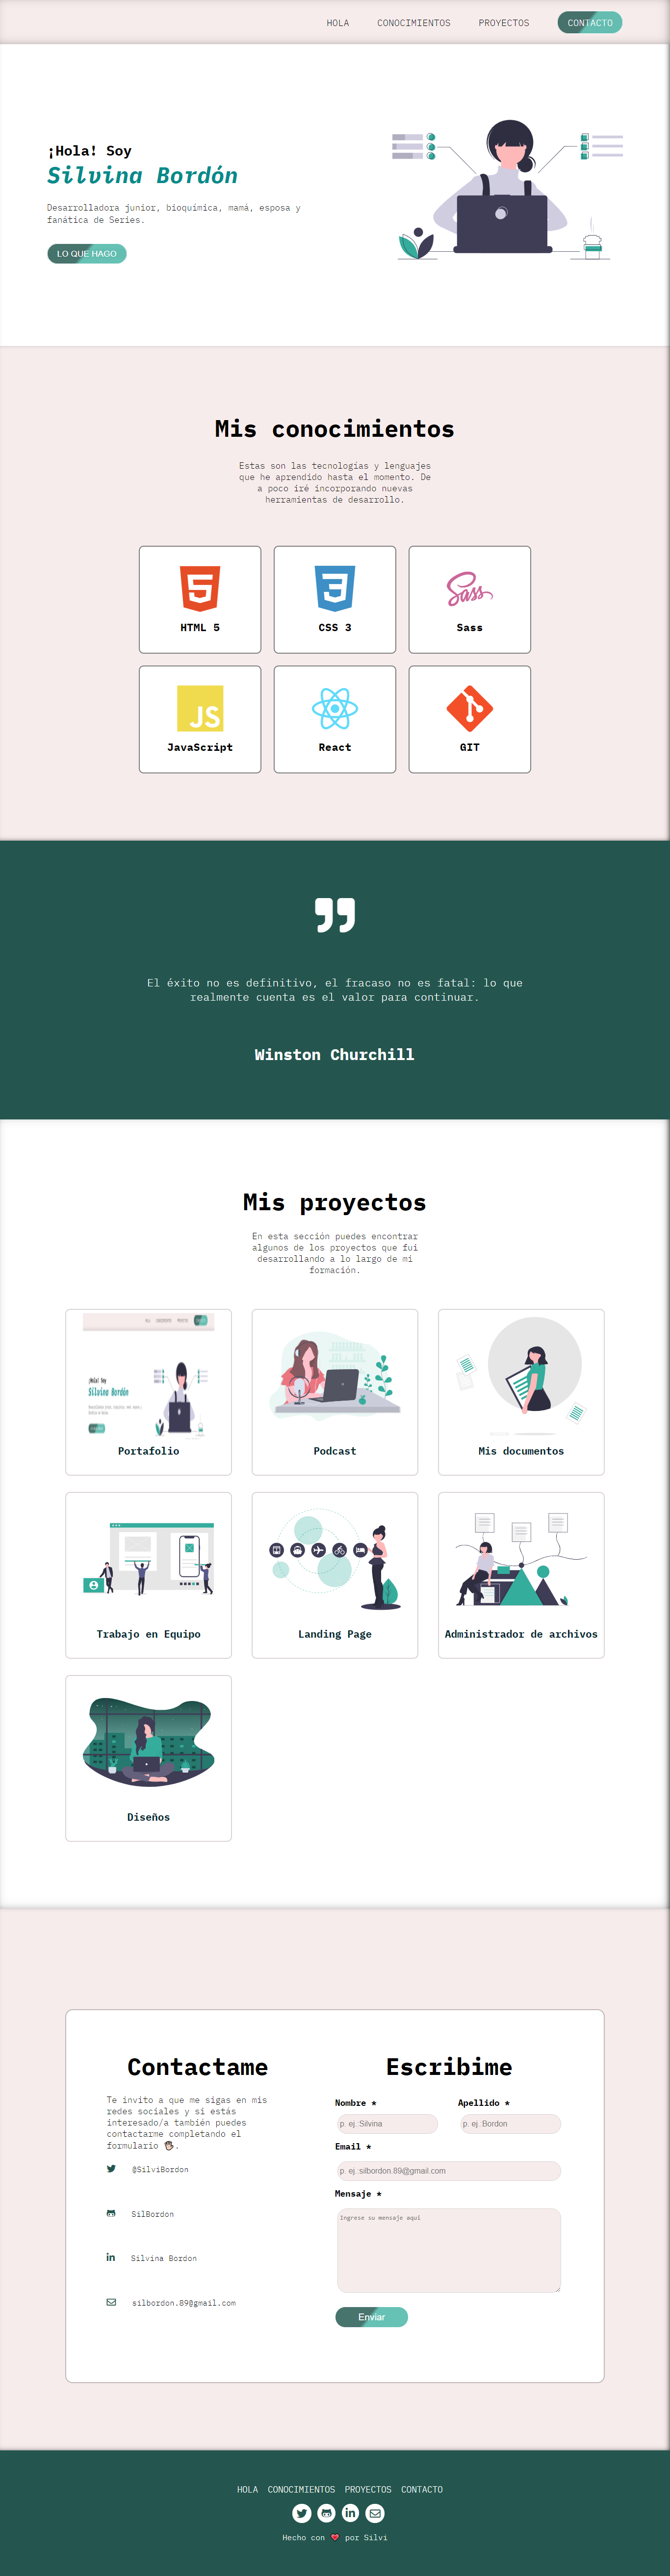 HOLA CONOCIMIENTOS PROYECTOS CONTACTO
¡Hola! Soy
Silvina Bordón
Desarrolladora junior, bioquímica, mamá, esposa y
fanática de Series.
LO QUE HAGO
Mis conocimientos
Estas son las tecnologías y lenguajes
que he aprendido hasta el momento. De
a poco iré incorporando nuevas
herramientas de desarrollo.
HTML 5 CSS 3 Sass
JS
JavaScript React GIT
El éxito no es definitivo, el fracaso no es fatal: lo que
realmente cuenta es el valor para continuar.
Winston Churchill
Mis proyectos
En esta sección puedes encontrar
algunos de los proyectos que fui
desarrollando a lo largo de mi
formación.
¡Hola! Soy
Silvina Bordón
Portafolio Podcast Mis documentos
Trabajo en Equipo Landing Page Administrador de archivos
Diseños
Contactame
Te invito a que me sigas en mis
redes sociales y si estás
interesado/a también puedes
contactarme completando el
formulario 🖐.
@SilviBordon
SilBordon
Silvina Bordon
silbordon.89@gmail.com
Escribime
Nombre * Apellido *
p. ej.:Silvina p. ej.:Bordon
Email *
p. ej.:silbordon.89@gmail.com
Mensaje *
Ingrese su mensaje aquí
Enviar
HOLA CONOCIMIENTOS PROYECTOS CONTACTO
Hecho con 💗 por Silvi